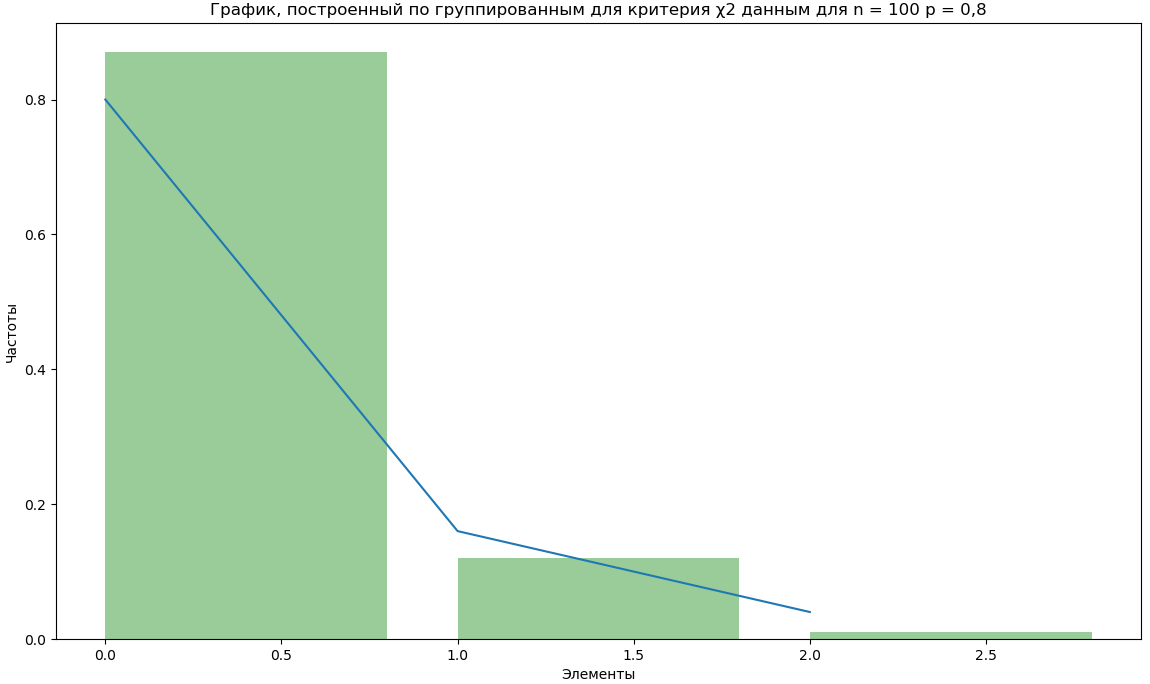 График, построенный по группированным для критерия χ2 данным для n = 100 p = 0,8
Частоты
0.8
0.6
0.4
0.2
0.0
0.0 0.5 1.0 1.5 2.0 2.5
Элементы